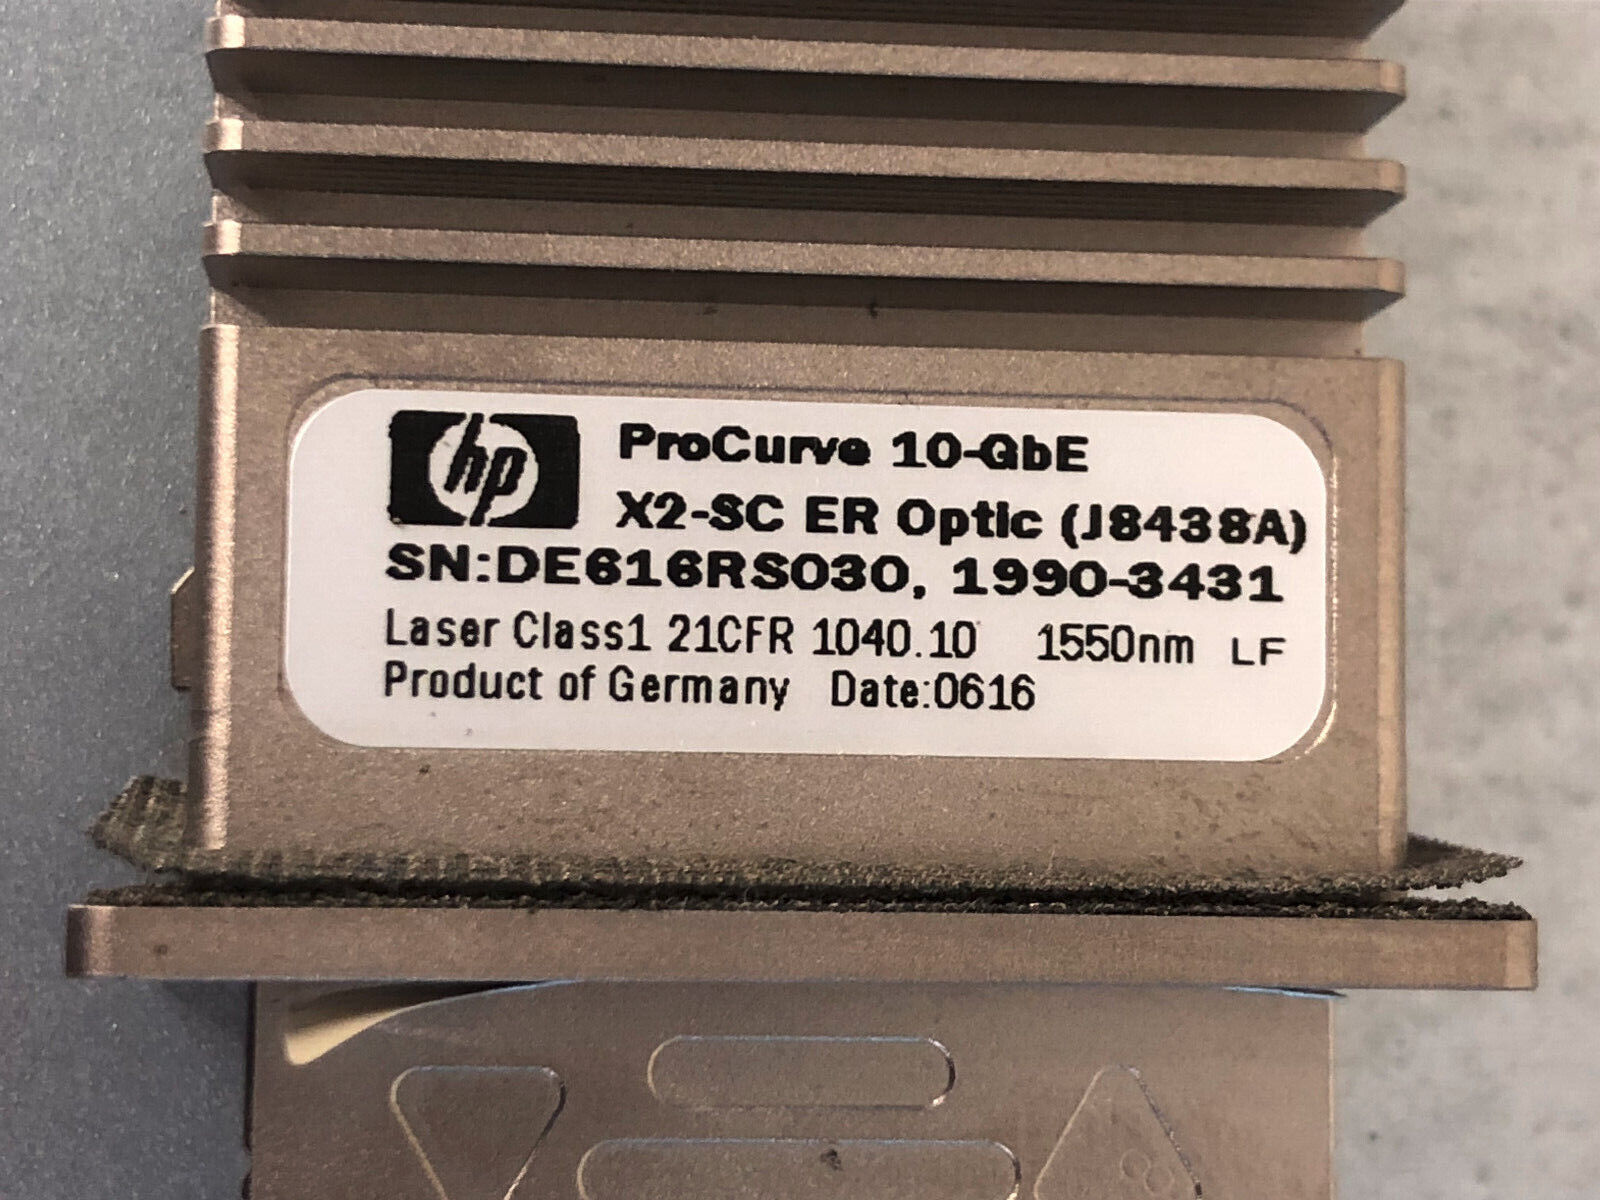 hp
ProCurve 10-GbE
X2-SC ER Optic (J8438A)
SN:DE616RS030, 1990-3431
Laser Class1 21CFR 1040.10 1550nm LF
Product of Germany Date:0616
8